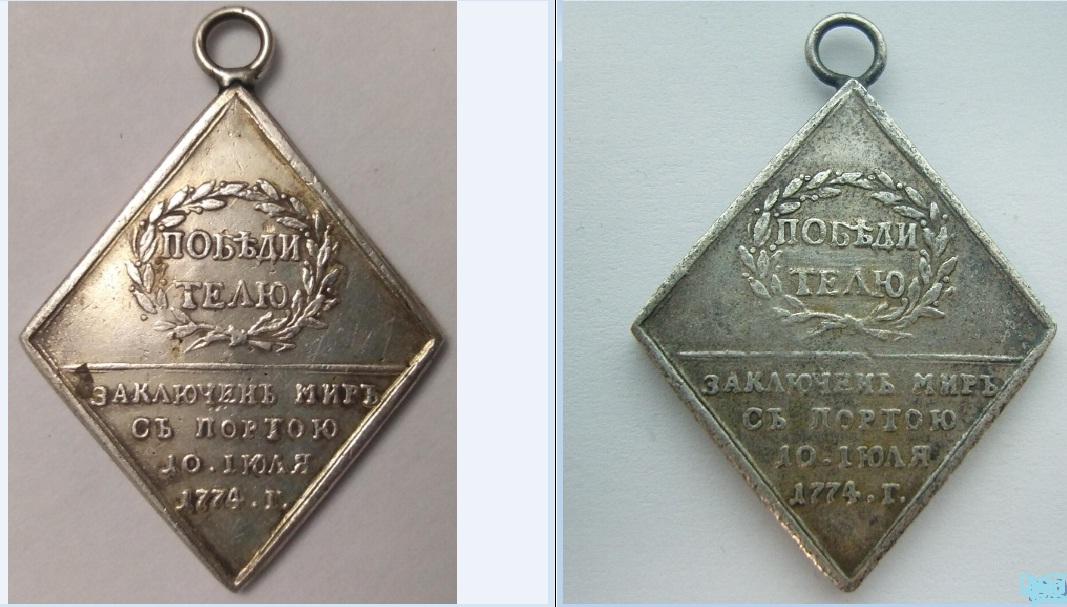 ПОБѢДИ
ТЕЛЮ
ЗАКЛЮЧЕНЪ МИРЪ
СЪ ПОРТОЮ
10. IЮЛЯ
1774. Г.
ПОБѢДИ
ТЕЛЮ
ЗАКЛЮЧЕНЪ МИРЪ
СЪ ПОРТОЮ
10. IЮЛЯ
1774. Г.